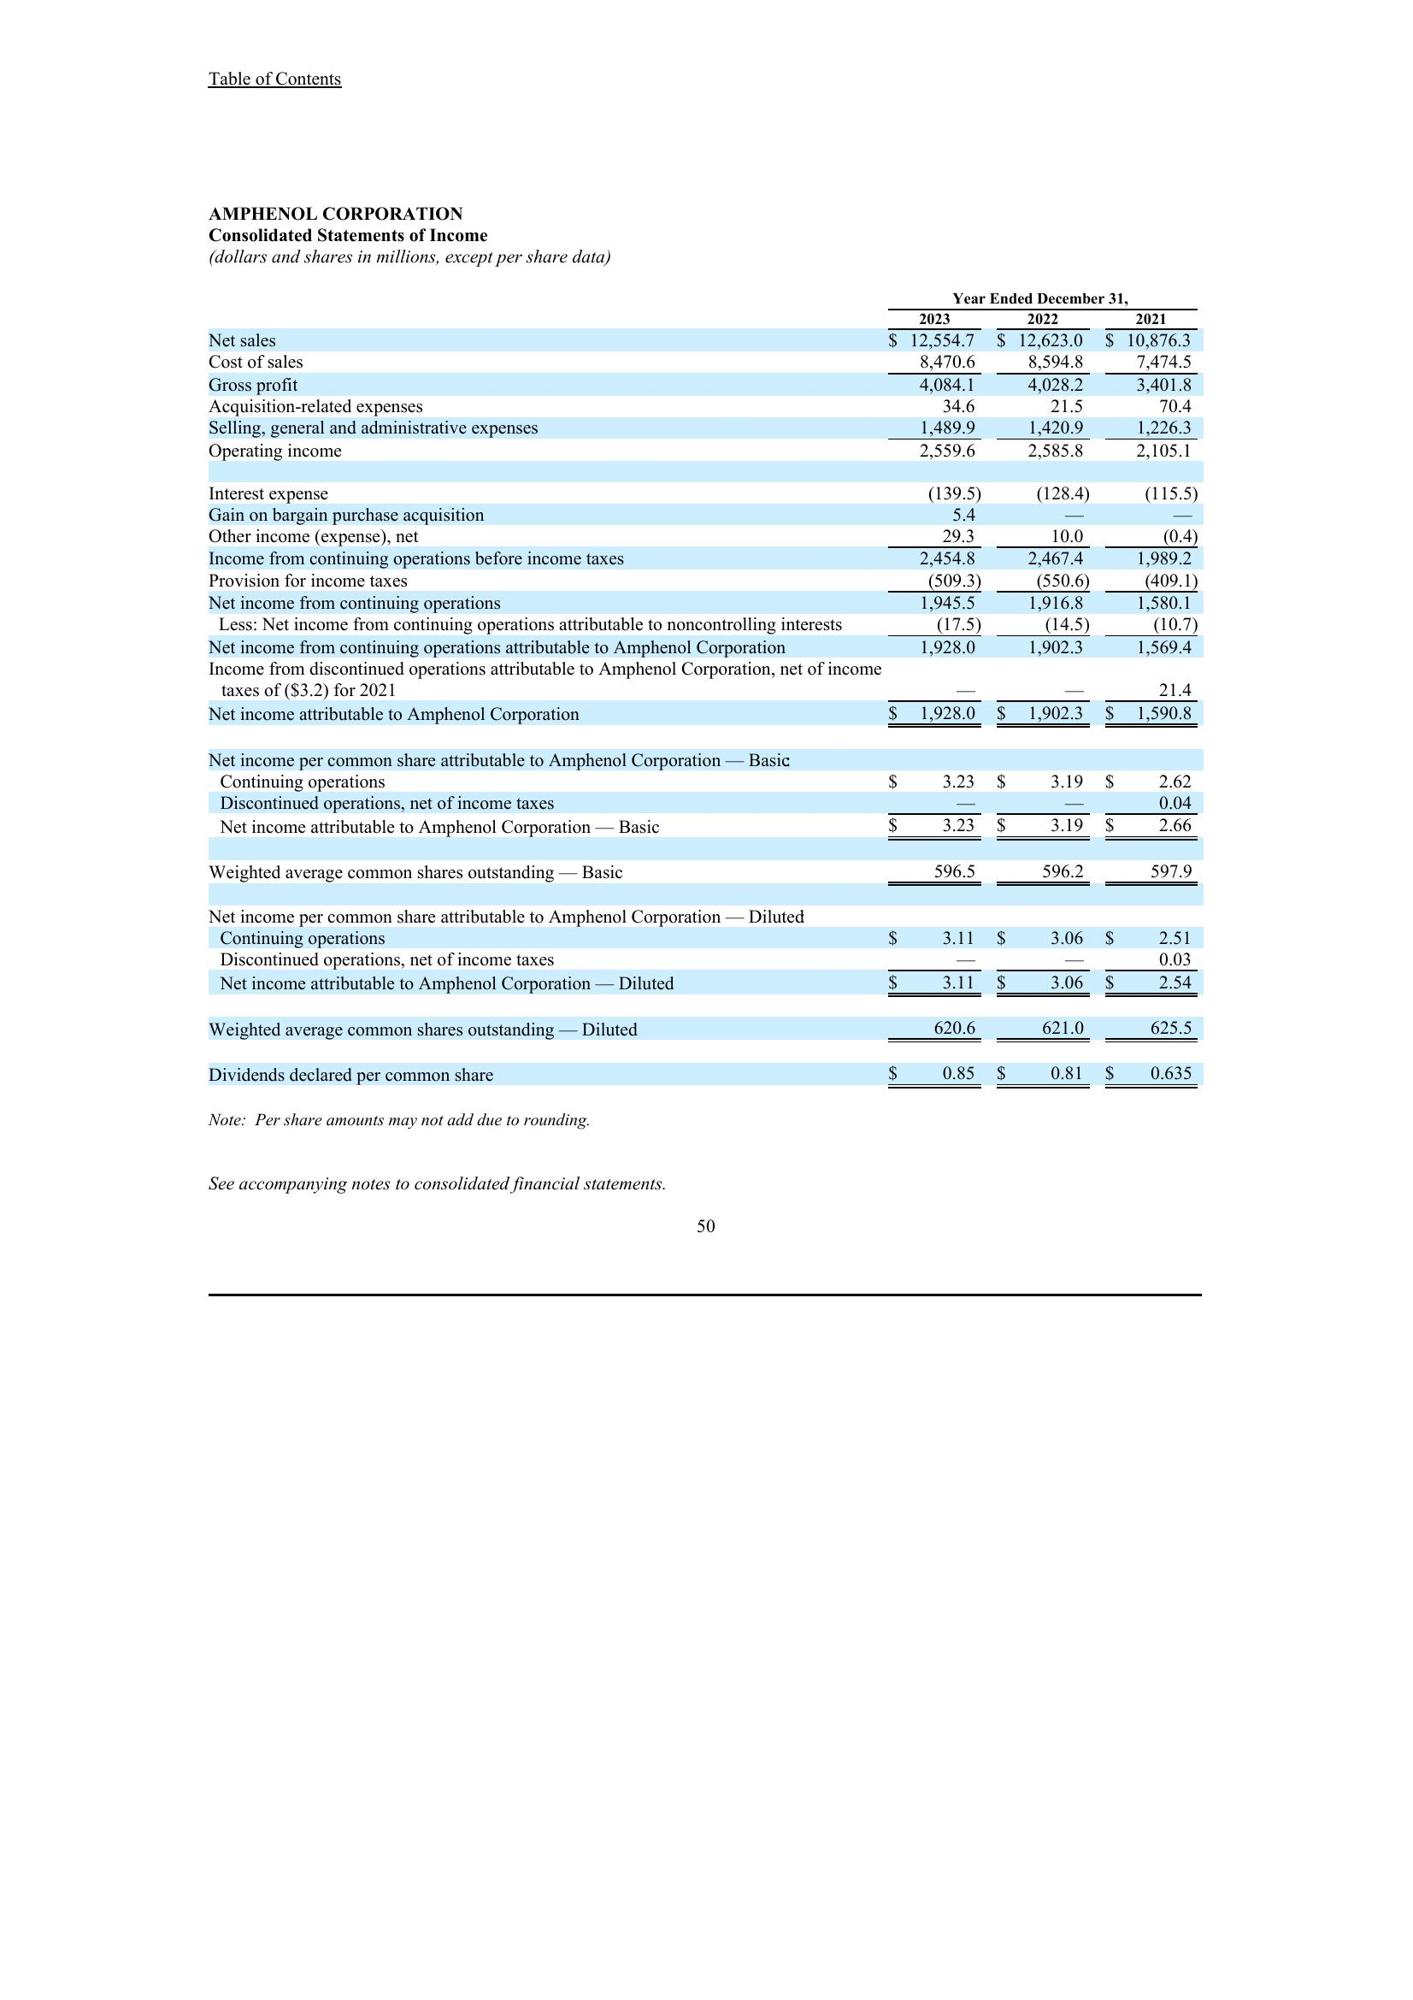 Table of Contents
AMPHENOL CORPORATION
Consolidated Statements of Income
(dollars and shares in millions, except per share data)
Year Ended December 31,
2023 2022 2021
Net sales $ 12,554.7 $ 12,623.0 $ 10,876.3
Cost of sales 8,470.6 8,594.8 7,474.5
Gross profit 4,084.1 4,028.2 3,401.8
Acquisition-related expenses 34.6 21.5 70.4
Selling, general and administrative expenses 1,489.9 1,420.9 1,226.3
Operating income 2,559.6 2,585.8 2,105.1
Interest expense (139.5) (128.4) (115.5)
Gain on bargain purchase acquisition 5.4 — —
Other income (expense), net 29.3 10.0 (0.4)
Income from continuing operations before income taxes 2,454.8 2,467.4 1,989.2
Provision for income taxes (509.3) (550.6) (409.1)
Net income from continuing operations 1,945.5 1,916.8 1,580.1
Less: Net income from continuing operations attributable to noncontrolling interests (17.5) (14.5) (10.7)
Net income from continuing operations attributable to Amphenol Corporation 1,928.0 1,902.3 1,569.4
Income from discontinued operations attributable to Amphenol Corporation, net of income
taxes of ($3.2) for 2021 — — 21.4
Net income attributable to Amphenol Corporation $ 1,928.0 $ 1,902.3 $ 1,590.8
Net income per common share attributable to Amphenol Corporation — Basic:
Continuing operations $ 3.23 $ 3.19 $ 2.62
Discontinued operations, net of income taxes — — 0.04
Net income attributable to Amphenol Corporation — Basic $ 3.23 $ 3.19 $ 2.66
Weighted average common shares outstanding — Basic 596.5 596.2 597.9
Net income per common share attributable to Amphenol Corporation — Diluted:
Continuing operations $ 3.11 $ 3.06 $ 2.51
Discontinued operations, net of income taxes — — 0.03
Net income attributable to Amphenol Corporation — Diluted $ 3.11 $ 3.06 $ 2.54
Weighted average common shares outstanding — Diluted 620.6 621.0 625.5
Dividends declared per common share $ 0.85 $ 0.81 $ 0.635
Note: Per share amounts may not add due to rounding.
See accompanying notes to consolidated financial statements.
50